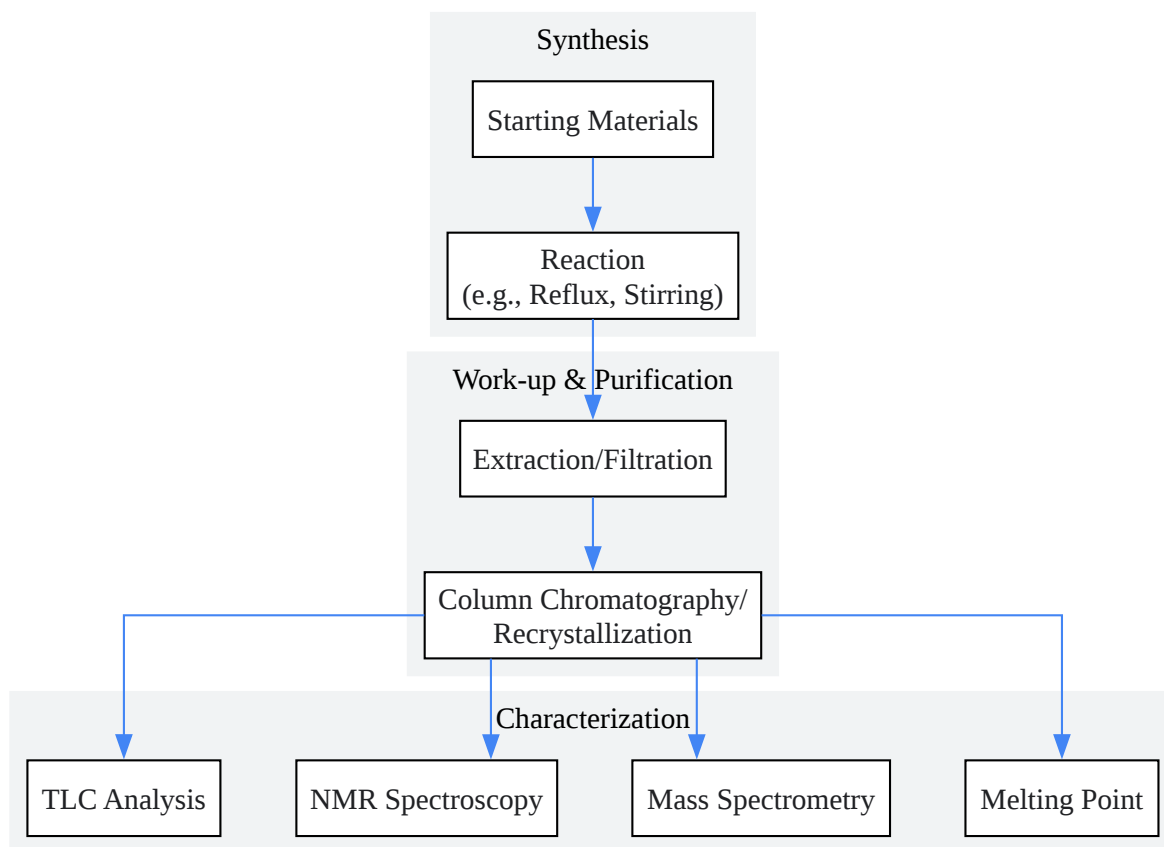 Synthesis
Starting Materials
Reaction
(e.g., Reflux, Stirring)
Work-up & Purification
Extraction/Filtration
Column Chromatography/
Recrystallization
Characterization
TLC Analysis
NMR Spectroscopy
Mass Spectrometry
Melting Point